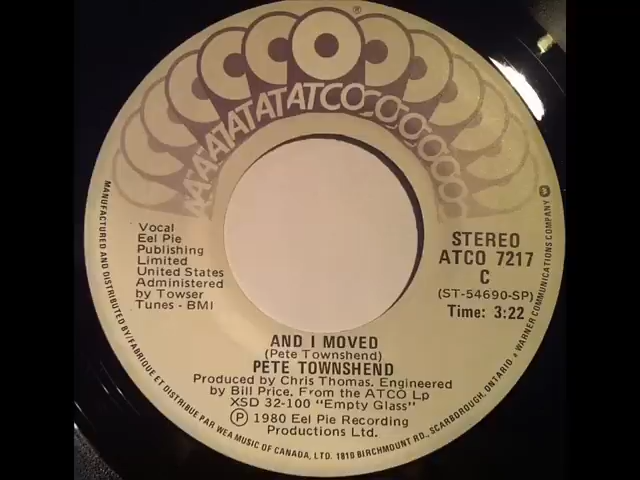 ATATATATATCOCOCOCOCO
®
Vocal
Eel Pie
Publishing
Limited
United States
Administered
by Towser
Tunes - BMI
STEREO
ATCO 7217
C
(ST-54690-SP)
Time: 3:22
AND I MOVED
(Pete Townshend)
PETE TOWNSHEND
Produced by Chris Thomas. Engineered
by Bill Price. From the ATCO Lp
XSD 32-100 "Empty Glass"
Ⓟ 1980 Eel Pie Recording
Productions Ltd.
MANUFACTURED AND DISTRIBUTED BY/FABRIQUE ET DISTRIBUE PAR WEA MUSIC OF CANADA, LTD. 1810 BIRCHMOUNT RD., SCARBOROUGH, ONTARIO. A WARNER COMMUNICATIONS COMPANY